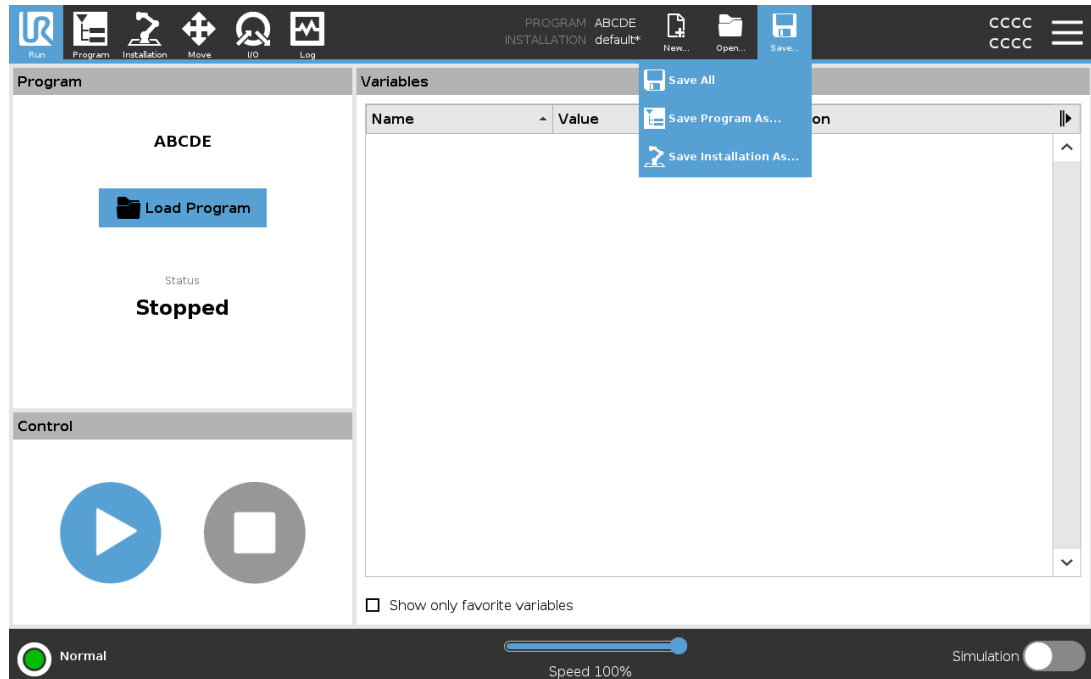 PROGRAM ABCDE
INSTALLATION default*
CCCC
CCCC
Run
Program
Installation
Move
I/O
Log
New...
Open...
Save...
Save All
Save Program As...
Save Installation As...
Program
ABCDE
Load Program
Status
Stopped
Control
Variables
Name
Value
on
Show only favorite variables
Normal
Speed 100%
Simulation